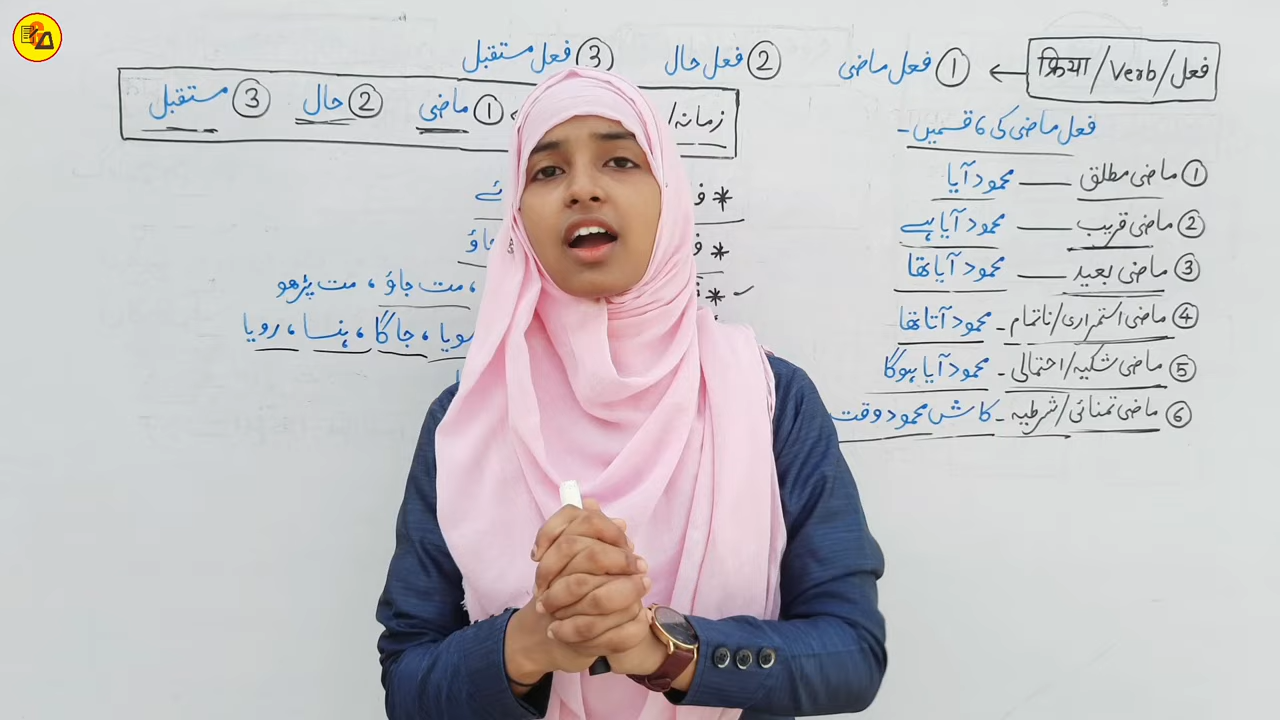 فعل/Verb/क्रिया ← ① فعل ماضی ② فعل حال ③ فعل مستقبل
زمانہ/ ① ماضی ② حال ③ مستقبل
فعل ماضی کی ۶ قسمیں۔
① ماضی مطلق — محمود آیا
② ماضی قریب — محمود آیا ہے
③ ماضی بعید — محمود آیا تھا
④ ماضی استمراری/ناتمام۔ محمود آتا تھا
⑤ ماضی شکیہ/احتمالی۔ محمود آیا ہوگا
⑥ ماضی تمنائی/شرطیہ۔ کاش محمود وقت
، مت جاؤ ، مت پڑھو
سویا ، جاگا ، ہنسا ، رویا